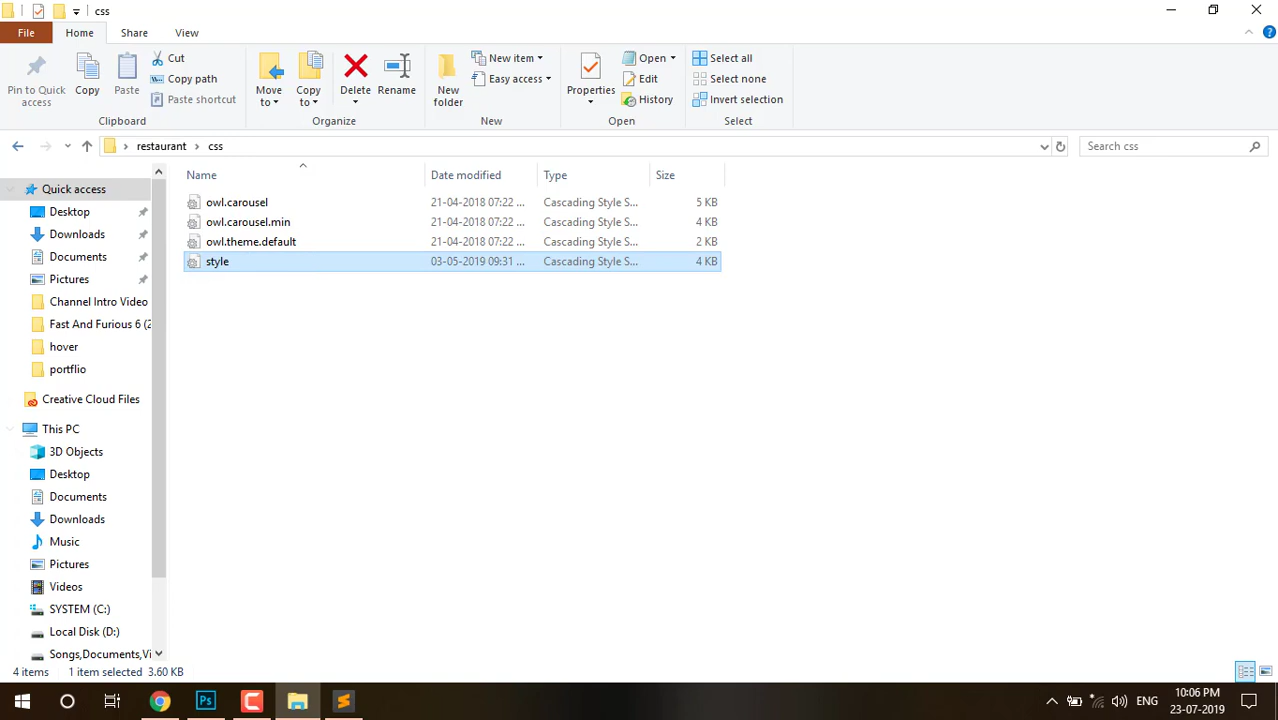 css
File Home Share View
Pin to Quick access
Copy
Paste
Cut
Copy path
Paste shortcut
Clipboard
Move to
Copy to
Delete
Rename
Organize
New folder
New item
Easy access
New
Properties
Open
Edit
History
Open
Select all
Select none
Invert selection
Select
restaurant css
Search css
Name Date modified Type Size
owl.carousel 21-04-2018 07:22 ... Cascading Style S... 5 KB
owl.carousel.min 21-04-2018 07:22 ... Cascading Style S... 4 KB
owl.theme.default 21-04-2018 07:22 ... Cascading Style S... 2 KB
style 03-05-2019 09:31 ... Cascading Style S... 4 KB
Quick access
Desktop
Downloads
Documents
Pictures
Channel Intro Video
Fast And Furious 6 (2
hover
portflio
Creative Cloud Files
This PC
3D Objects
Desktop
Documents
Downloads
Music
Pictures
Videos
SYSTEM (C:)
Local Disk (D:)
Songs,Documents,Vi
4 items 1 item selected 3.60 KB
Ps
ENG
10:06 PM
23-07-2019